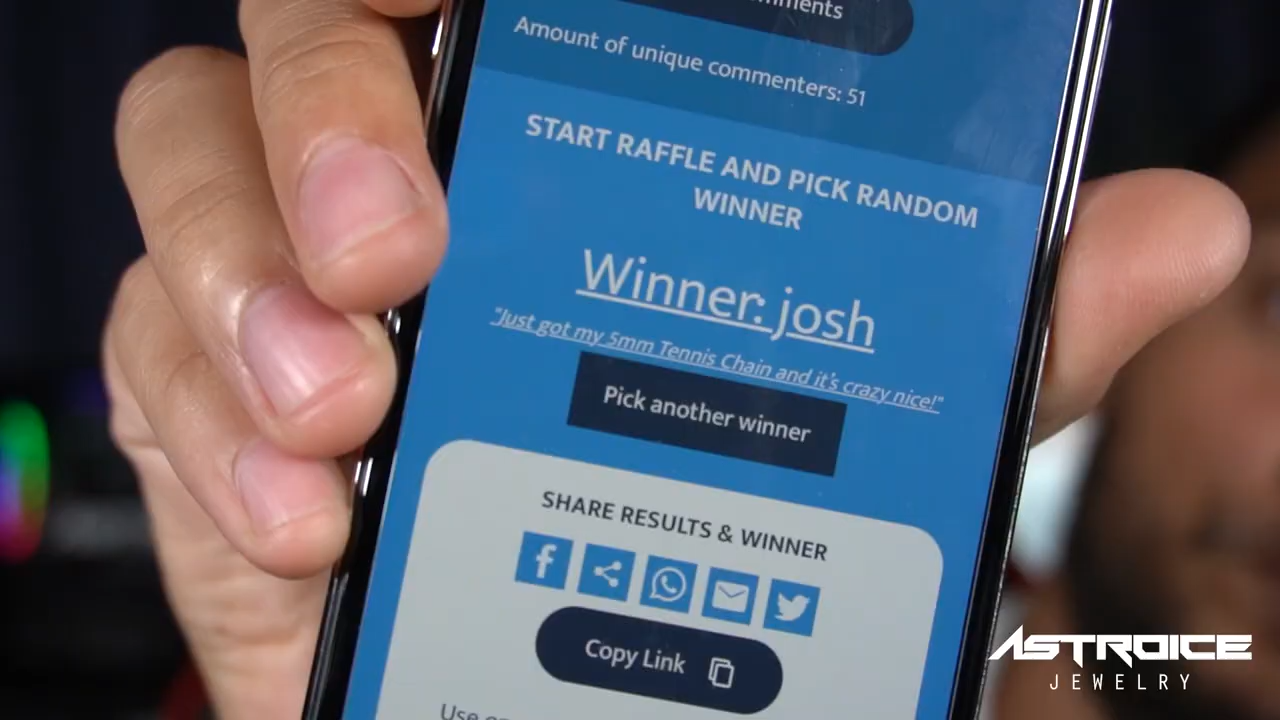 Amount of unique commenters: 51
START RAFFLE AND PICK RANDOM
WINNER
Winner: josh
"Just got my 5mm Tennis Chain and it's crazy nice!"
Pick another winner
SHARE RESULTS & WINNER
Copy Link
Use
ASTROICE
JEWELRY